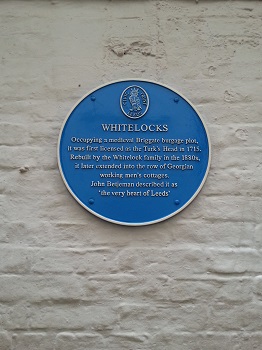 WHITELOCKS
Occupying a medieval Briggate burgage plot,
it was first licensed as the Turk's Head in 1715.
Rebuilt by the Whitelock family in the 1880s,
it later extended into the row of Georgian
working men's cottages.
John Betjeman described it as
'the very heart of Leeds'